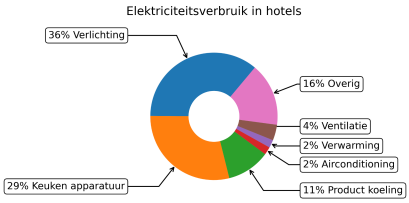 Elektriciteitsverbruik in hotels
36% Verlichting
16% Overig
4% Ventilatie
2% Verwarming
2% Airconditioning
29% Keuken apparatuur
11% Product koeling